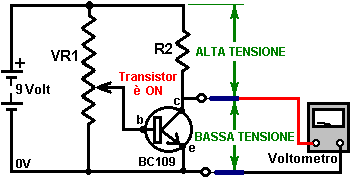 R2
ALTA TENSIONE
VR1
+
9 Volt
Transistor
è ON
c
b
BASSA TENSIONE
e
BC109
Voltometro
0V